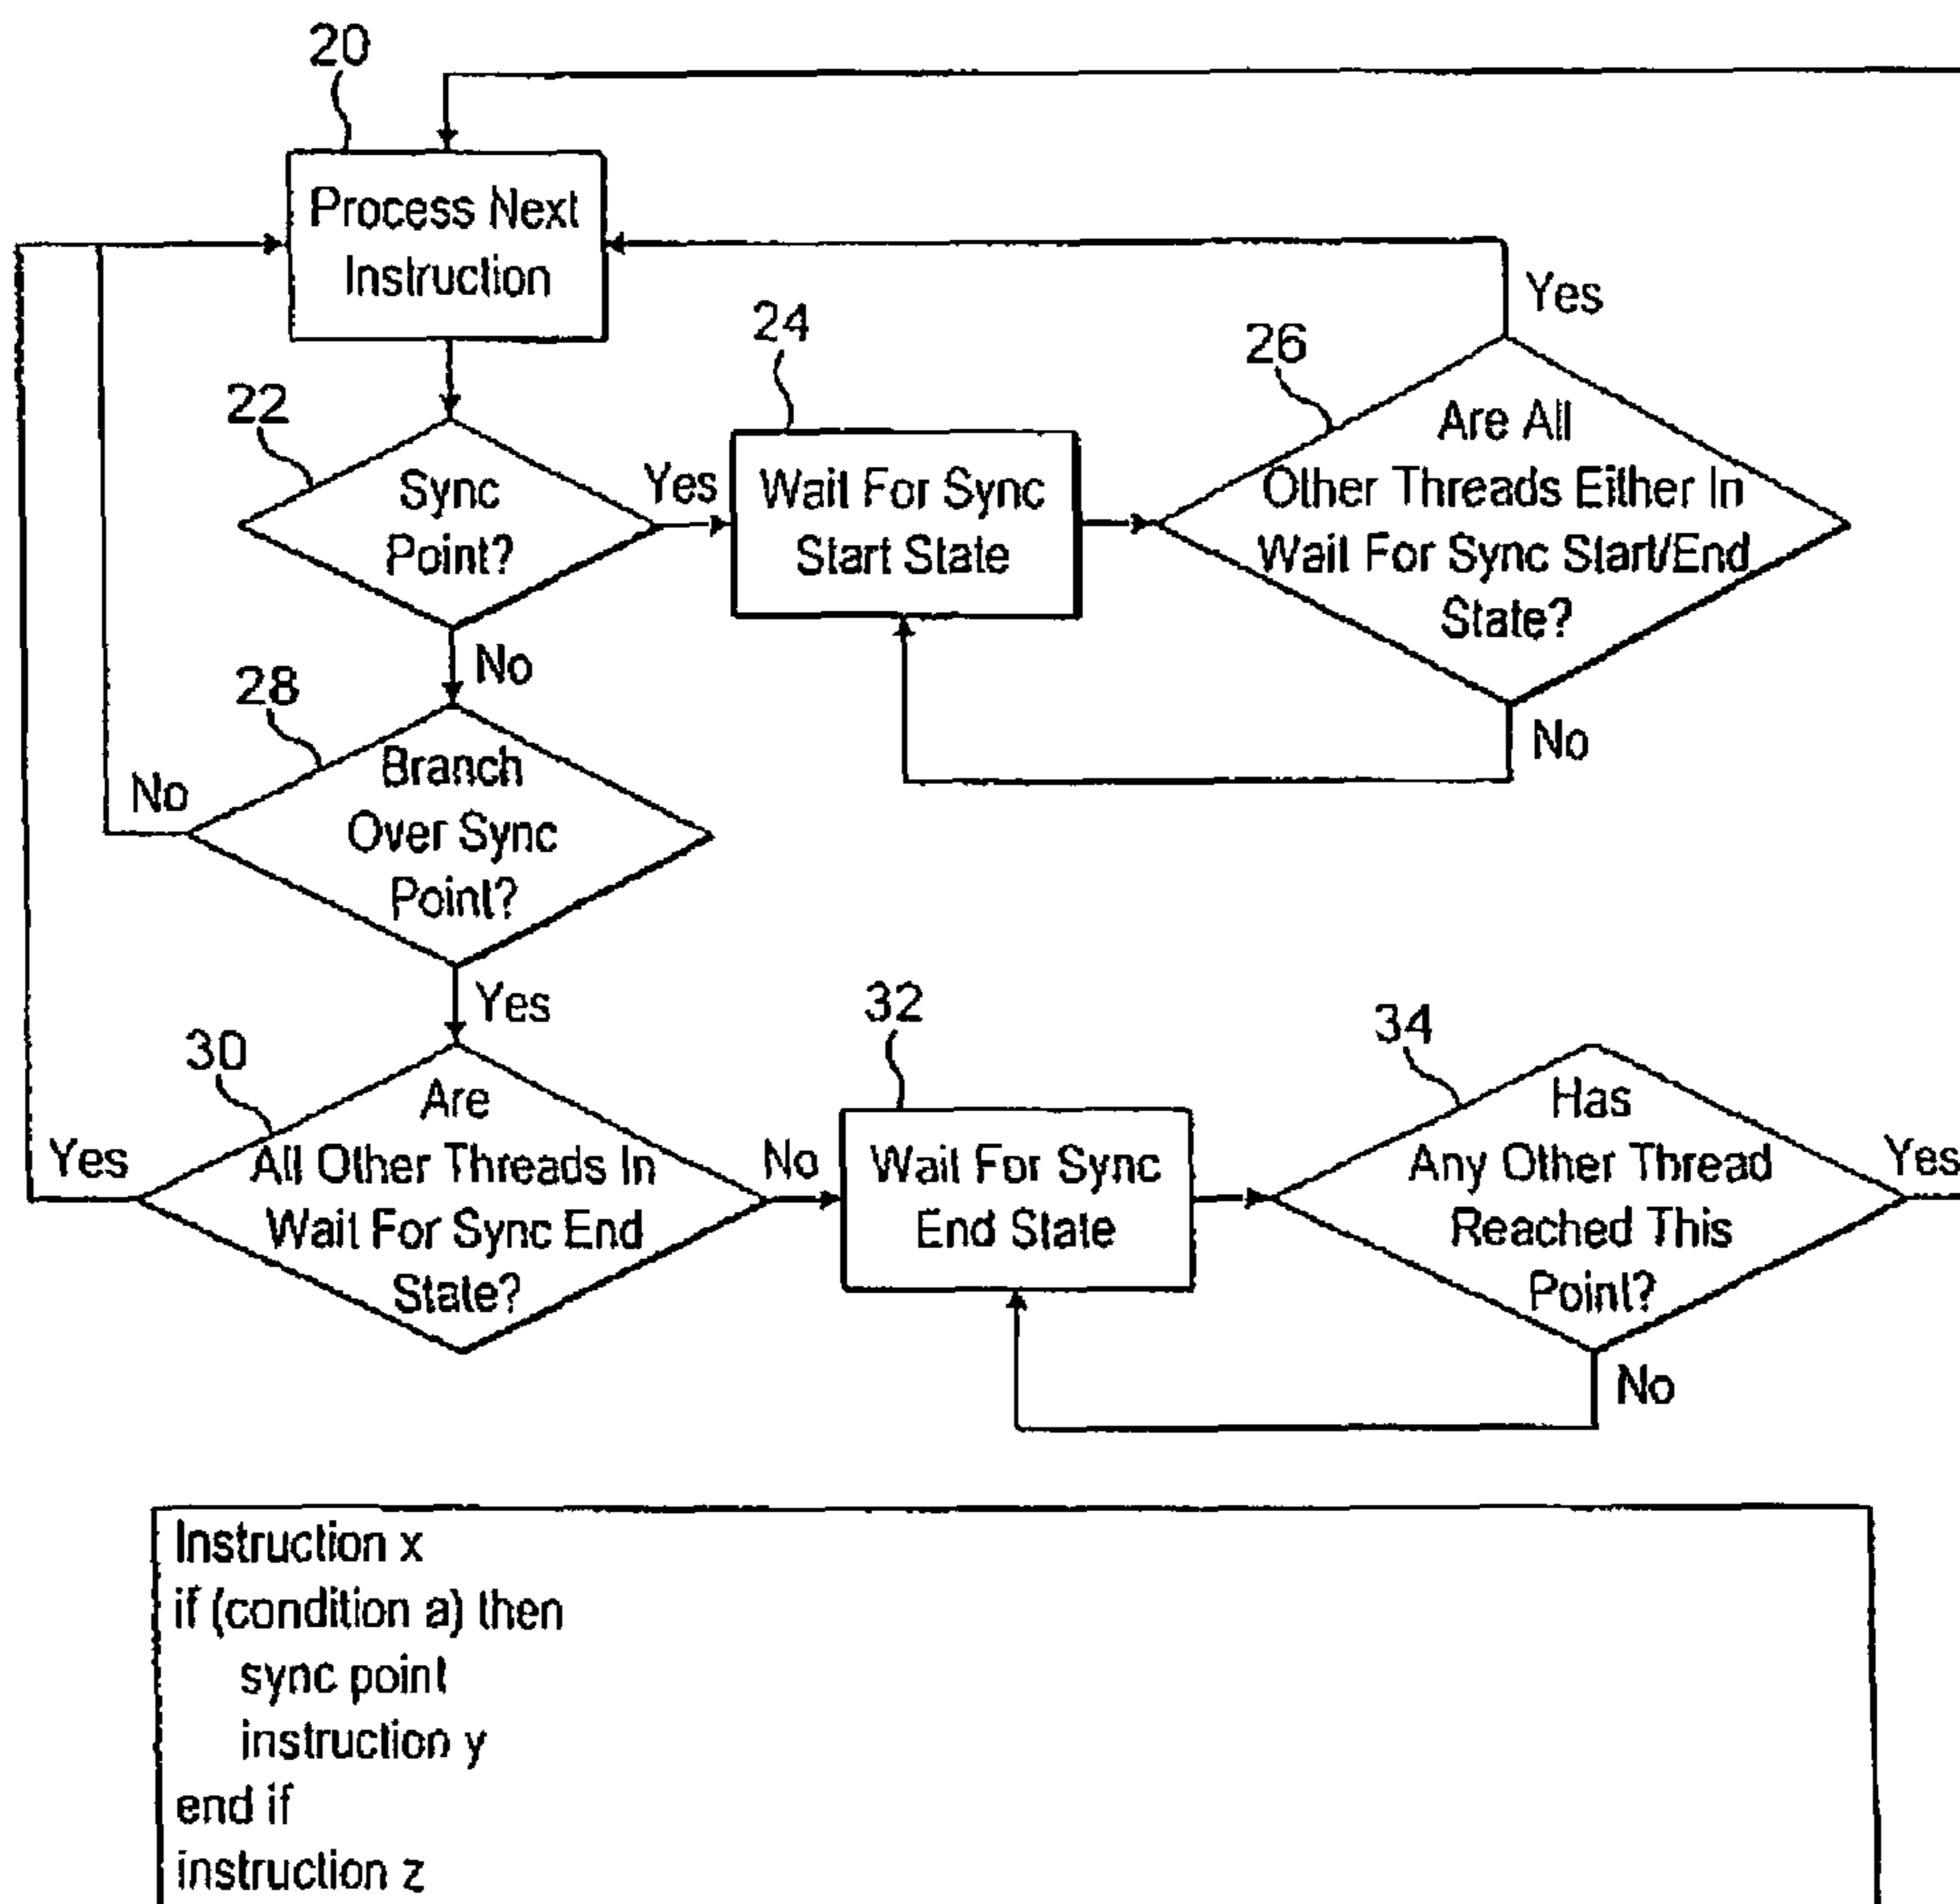 20
Process Next
Instruction
22
Sync
Point?
Yes
24
Wait For Sync
Start State
26
Are All
Other Threads Either In
Wait For Sync Start/End
State?
Yes
No
No
28
Branch
Over Sync
Point?
No
Yes
30
Are
All Other Threads In
Wait For Sync End
State?
Yes
No
32
Wait For Sync
End State
34
Has
Any Other Thread
Reached This
Point?
Yes
No
Instruction x
if (condition a) then
sync point
instruction y
end if
instruction z